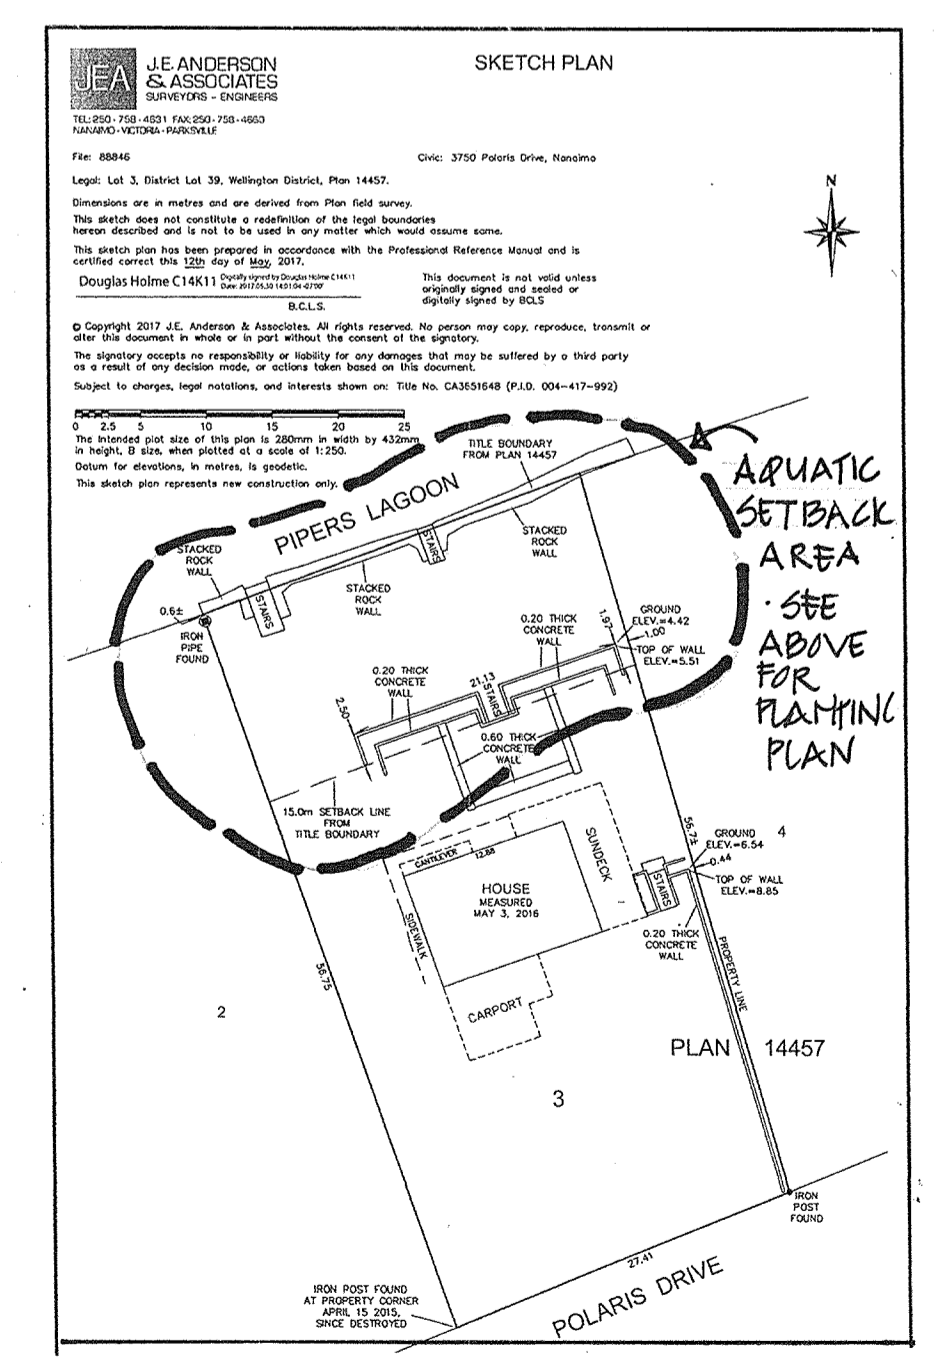 JEA
J.E. ANDERSON
& ASSOCIATES
SURVEYORS - ENGINEERS
SKETCH PLAN
TEL: 250 - 758 - 4631 FAX: 250 - 758 - 4660
NANAIMO - VICTORIA - PARKSVILLE
File: 88846
Civic: 3750 Polaris Drive, Nanaimo
Legal: Lot 3, District Lot 39, Wellington District, Plan 14457.
Dimensions are in metres and are derived from Plan field survey.
This sketch does not constitute a redefinition of the legal boundaries
hereon described and is not to be used in any matter which would assume same.
This sketch plan has been prepared in accordance with the Professional Reference Manual and is
certified correct this 12th day of May, 2017.
Douglas Holme C14K11
Digitally signed by Douglas Holme C14K11
Date: 2017.05.30 14:01:04 -07'00'
B.C.L.S.
This document is not valid unless
originally signed and sealed or
digitally signed by BCLS
© Copyright 2017 J.E. Anderson & Associates. All rights reserved. No person may copy, reproduce, transmit or
alter this document in whole or in part without the consent of the signatory.
The signatory accepts no responsibility or liability for any damages that may be suffered by a third party
as a result of any decision made, or actions taken based on this document.
Subject to charges, legal notations, and interests shown on: Title No. CA3651648 (P.I.D. 004-417-992)
N
0 2.5 5 10 15 20 25
The intended plot size of this plan is 280mm in width by 432mm
in height, B size, when plotted at a scale of 1:250.
Datum for elevations, in metres, is geodetic.
This sketch plan represents new construction only.
TITLE BOUNDARY
FROM PLAN 14457
PIPERS LAGOON
AQUATIC
SETBACK
AREA
· SEE
ABOVE
FOR
PLANTING
PLAN
STACKED
ROCK
WALL
STAIRS
STACKED
ROCK
WALL
STACKED
ROCK
WALL
STAIRS
0.6±
IRON
PIPE
FOUND
0.20 THICK
CONCRETE
WALL
1.97
GROUND
ELEV.=4.42
1.00
TOP OF WALL
ELEV.=5.51
0.20 THICK
CONCRETE
WALL
21.13
STAIRS
2.50
0.60 THICK
CONCRETE
WALL
15.0m SETBACK LINE
FROM
TITLE BOUNDARY
56.7±
GROUND
ELEV.=6.54
4
0.44
TOP OF WALL
ELEV.=8.85
CANTILEVER
12.88
SUNDECK
HOUSE
MEASURED
MAY 3, 2016
STAIRS
SIDEWALK
0.20 THICK
CONCRETE
WALL
PROPERTY LINE
56.75
2
CARPORT
PLAN 14457
3
IRON
POST
FOUND
27.41
POLARIS DRIVE
IRON POST FOUND
AT PROPERTY CORNER
APRIL 15 2015,
SINCE DESTROYED